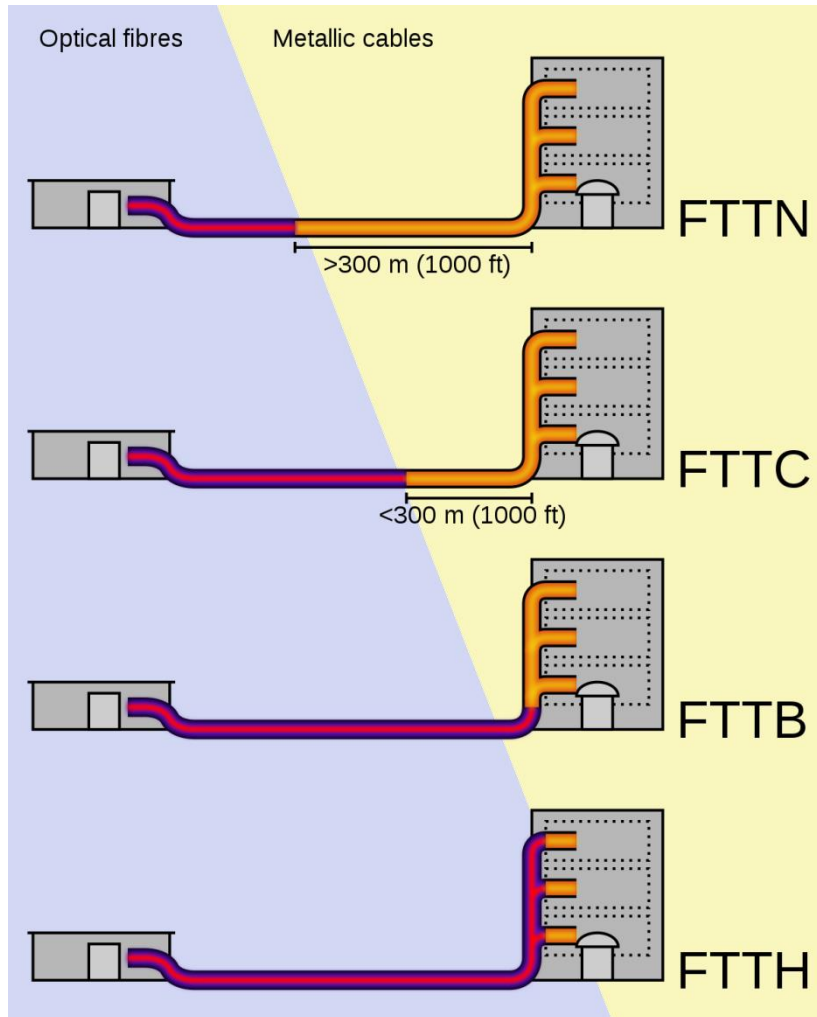 Optical fibres
Metallic cables
FTTN
>300 m (1000 ft)
FTTC
<300 m (1000 ft)
FTTB
FTTH